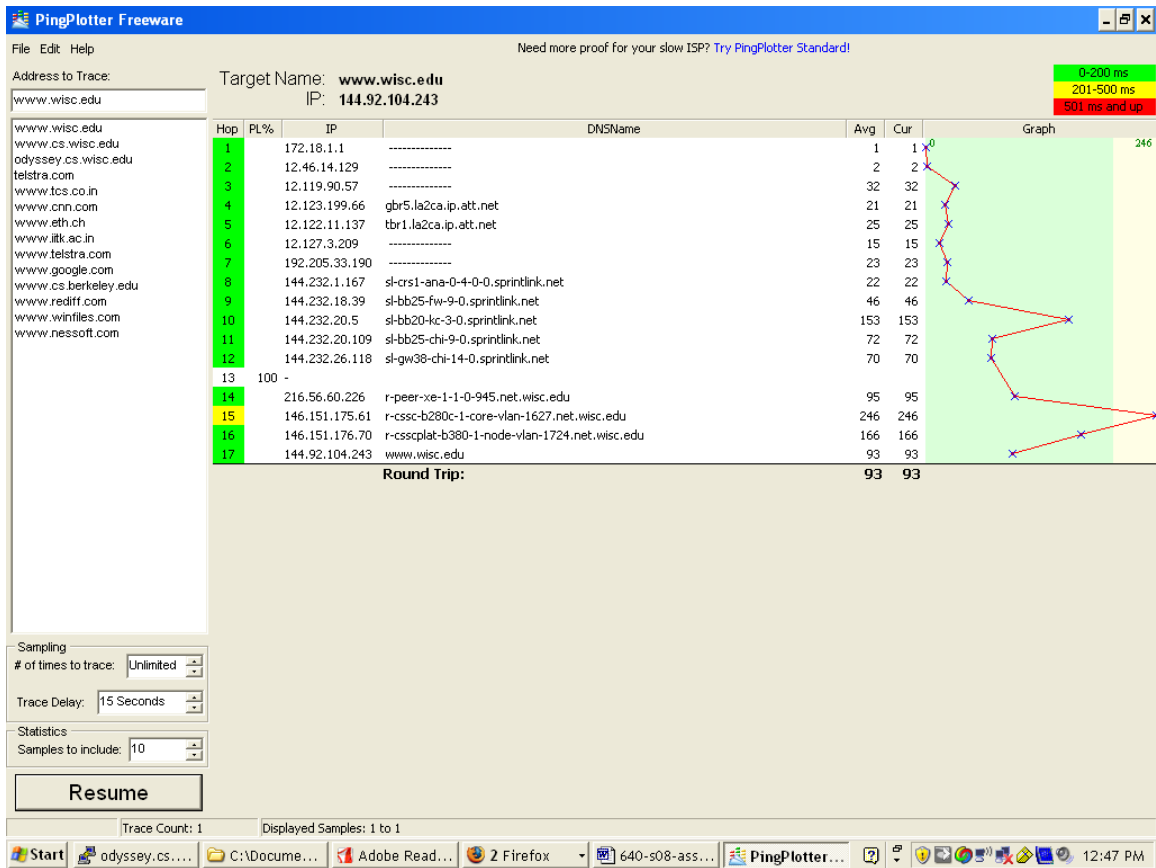 PingPlotter Freeware
File Edit Help
Need more proof for your slow ISP? Try PingPlotter Standard!
Address to Trace:
www.wisc.edu
Target Name: www.wisc.edu
IP: 144.92.104.243
0-200 ms
201-500 ms
501 ms and up
www.wisc.edu
www.cs.wisc.edu
odyssey.cs.wisc.edu
telstra.com
www.tcs.co.in
www.cnn.com
www.eth.ch
www.iitk.ac.in
www.telstra.com
www.google.com
www.cs.berkeley.edu
www.rediff.com
www.winfiles.com
www.nessoft.com
Hop PL% IP DNSName Avg Cur Graph
0 246
1 172.18.1.1 -------------- 1 1
2 12.46.14.129 -------------- 2 2
3 12.119.90.57 -------------- 32 32
4 12.123.199.66 gbr5.la2ca.ip.att.net 21 21
5 12.122.11.137 tbr1.la2ca.ip.att.net 25 25
6 12.127.3.209 -------------- 15 15
7 192.205.33.190 -------------- 23 23
8 144.232.1.167 sl-crs1-ana-0-4-0-0.sprintlink.net 22 22
9 144.232.18.39 sl-bb25-fw-9-0.sprintlink.net 46 46
10 144.232.20.5 sl-bb20-kc-3-0.sprintlink.net 153 153
11 144.232.20.109 sl-bb25-chi-9-0.sprintlink.net 72 72
12 144.232.26.118 sl-gw38-chi-14-0.sprintlink.net 70 70
13 100 -
14 216.56.60.226 r-peer-xe-1-1-0-945.net.wisc.edu 95 95
15 146.151.175.61 r-cssc-b280c-1-core-vlan-1627.net.wisc.edu 246 246
16 146.151.176.70 r-csscplat-b380-1-node-vlan-1724.net.wisc.edu 166 166
17 144.92.104.243 www.wisc.edu 93 93
Round Trip: 93 93
Sampling
# of times to trace: Unlimited
Trace Delay: 15 Seconds
Statistics
Samples to include: 10
Resume
Trace Count: 1 Displayed Samples: 1 to 1
Start odyssey.cs.... C:\Docume... Adobe Read... 2 Firefox 640-s08-ass... PingPlotter... 12:47 PM